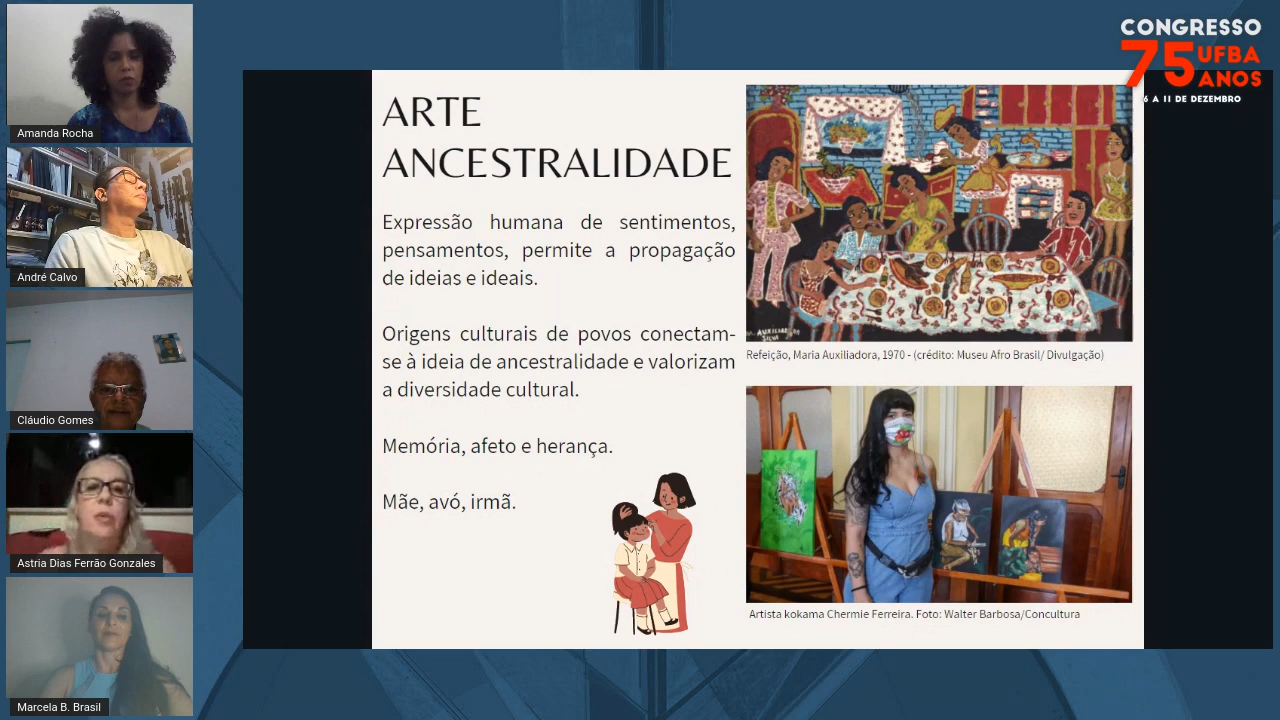 CONGRESSO
75 UFBA
ANOS
6 A 11 DE DEZEMBRO
Amanda Rocha
André Calvo
Cláudio Gomes
Astria Dias Ferrão Gonzales
Marcela B. Brasil
ARTE
ANCESTRALIDADE
Expressão humana de sentimentos,
pensamentos, permite a propagação
de ideias e ideais.
Origens culturais de povos conectam-
se à ideia de ancestralidade e valorizam
a diversidade cultural.
Memória, afeto e herança.
Mãe, avó, irmã.
Refeição, Maria Auxiliadora, 1970 - (crédito: Museu Afro Brasil/ Divulgação)
Artista kokama Chermie Ferreira. Foto: Walter Barbosa/Concultura